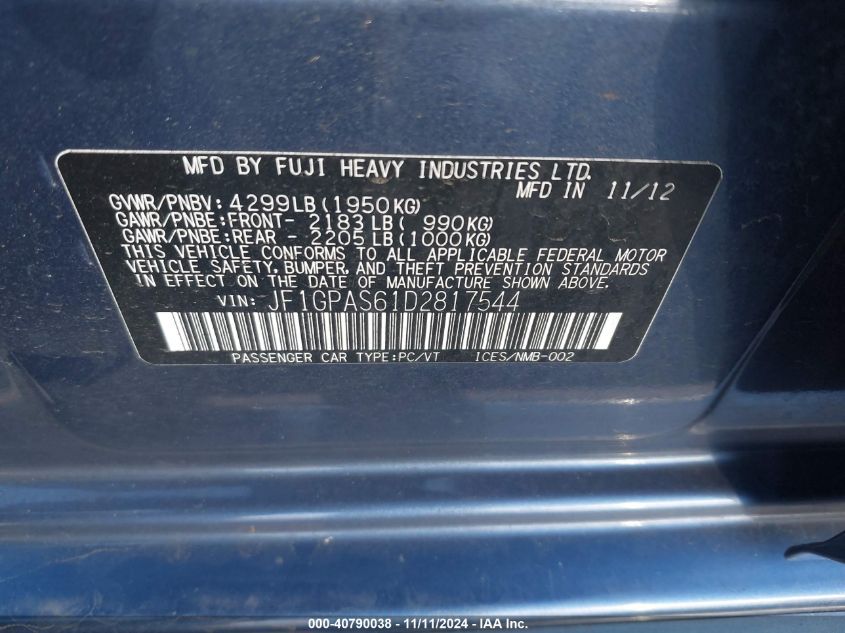 MFD BY FUJI HEAVY INDUSTRIES LTD.
MFD IN 11/12
GVWR/PNBV: 4299LB (1950KG)
GAWR/PNBE: FRONT- 2183 LB ( 990KG)
GAWR/PNBE: REAR - 2205 LB (1000KG)
THIS VEHICLE CONFORMS TO ALL APPLICABLE FEDERAL MOTOR
VEHICLE SAFETY, BUMPER, AND THEFT PREVENTION STANDARDS
IN EFFECT ON THE DATE OF MANUFACTURE SHOWN ABOVE.
VIN: JF1GPAS61D2817544
PASSENGER CAR TYPE:PC/VT ICES/NMB-002
000-40790038 - 11/11/2024 - IAA Inc.